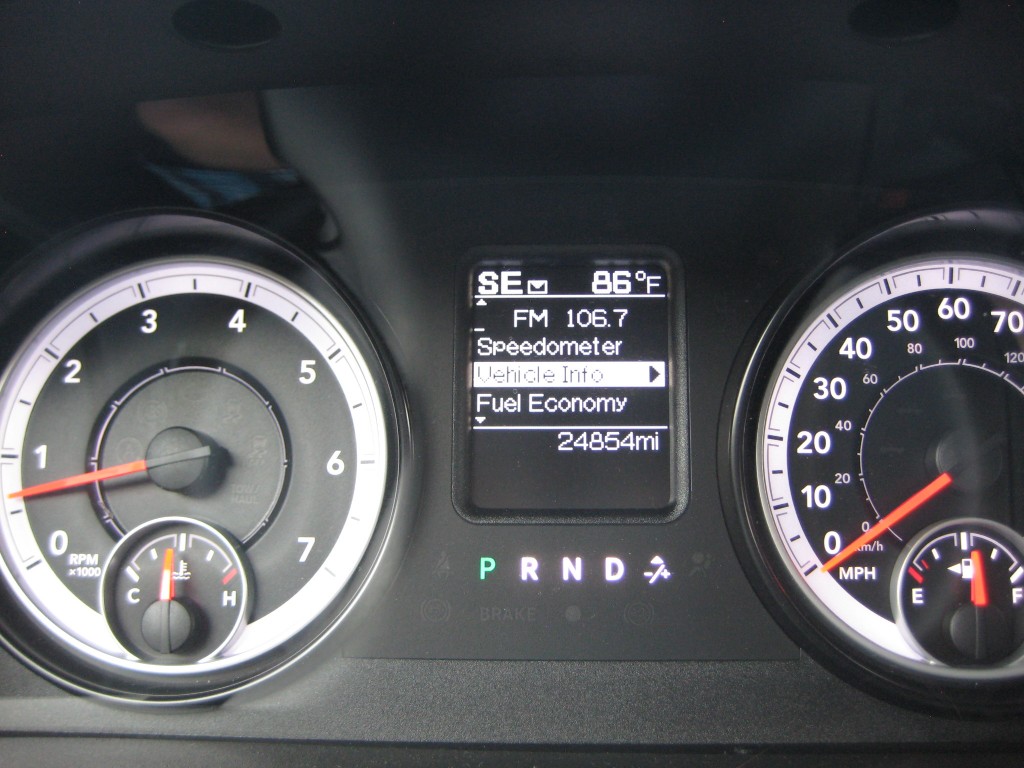 SE 86°F
FM 106.7
Speedometer
Vehicle Info
Fuel Economy
24854mi
0 1 2 3 4 5 6 7
RPM
x1000
C H
P R N D
BRAKE
0 10 20 30 40 50 60 70
0 20 40 60 80 100 120
km/h
MPH
E F